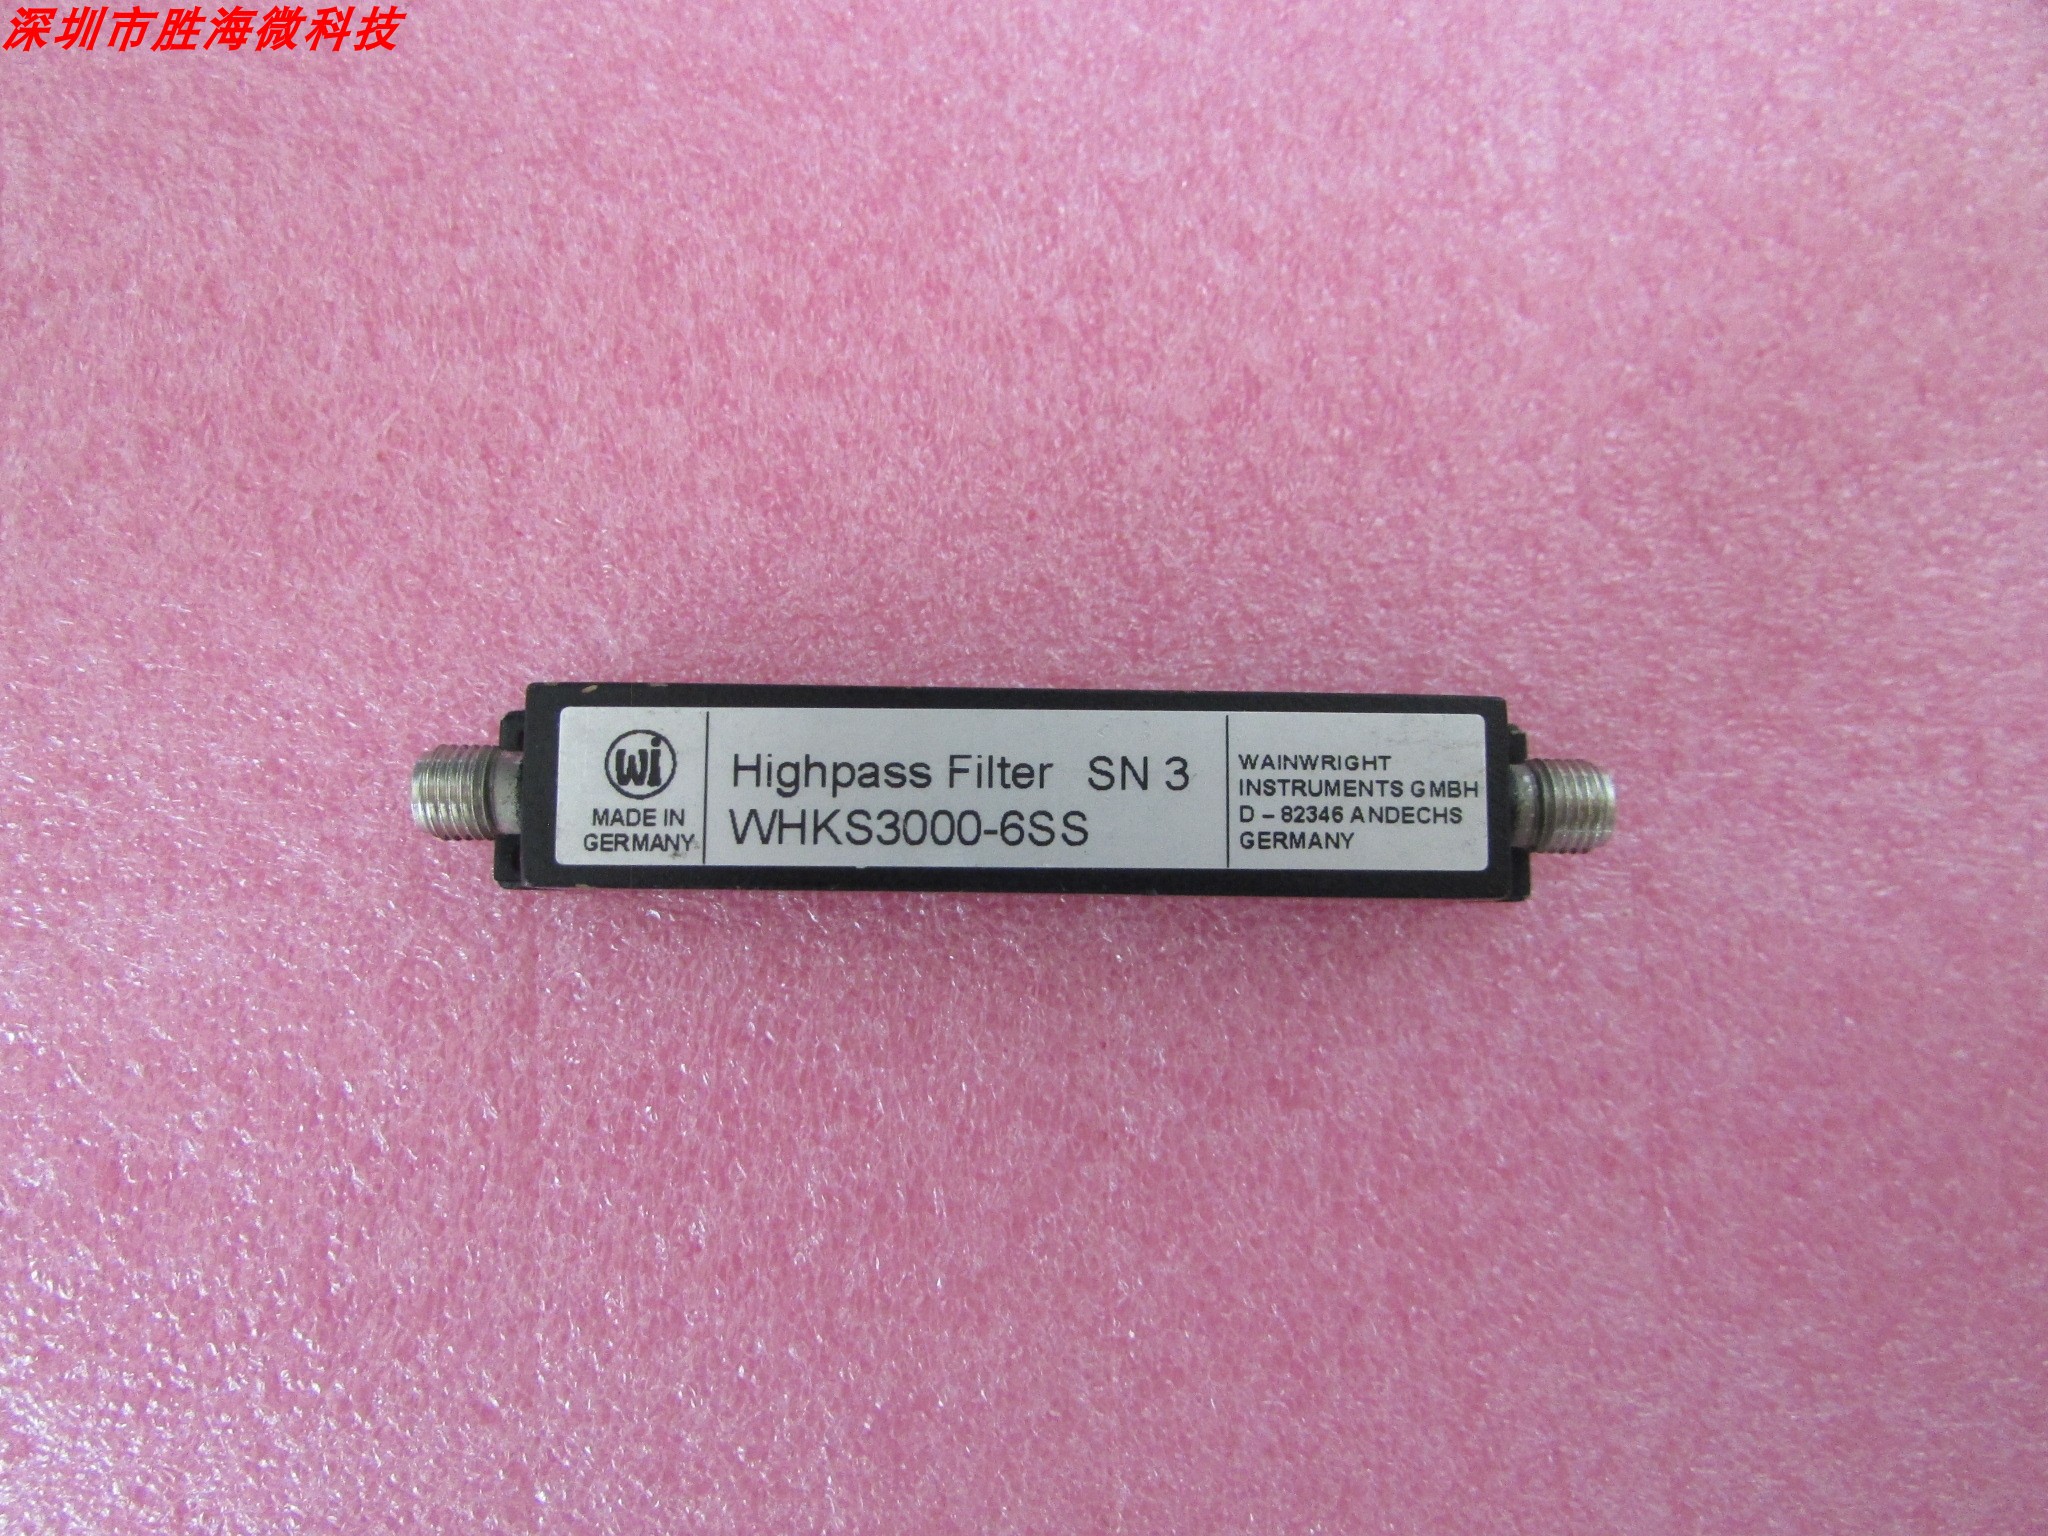 深圳市胜海微科技
wi
MADE IN
GERMANY
Highpass Filter SN 3
WHKS3000-6SS
WAINWRIGHT
INSTRUMENTS GMBH
D – 82346 ANDECHS
GERMANY